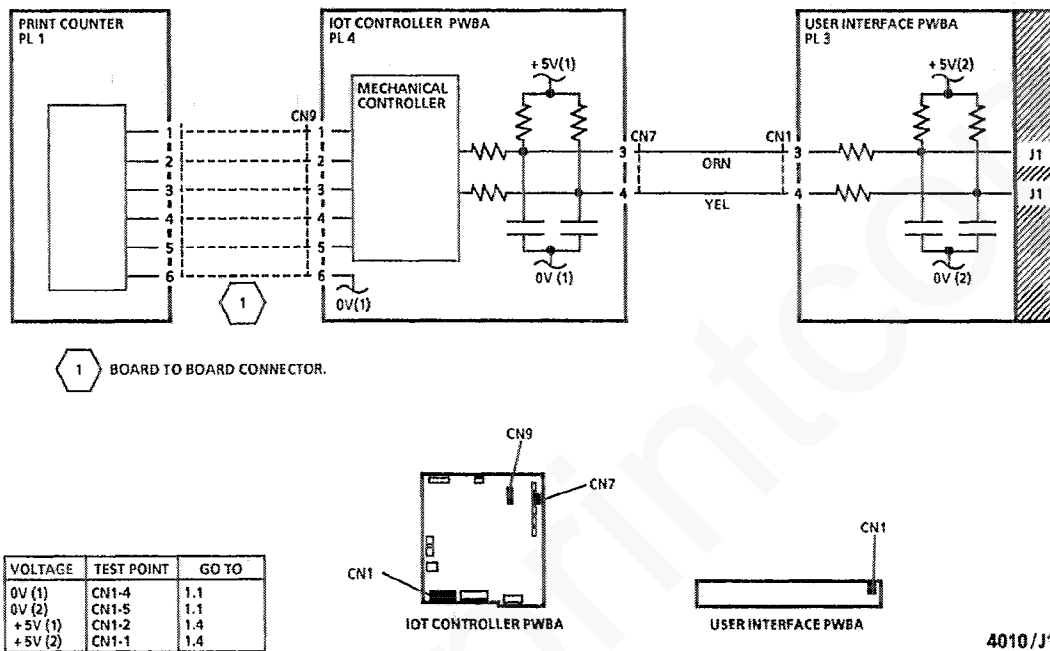 PRINT COUNTER
PL 1
IOT CONTROLLER PWBA
PL 4
USER INTERFACE PWBA
PL 3
+5V(1)
+5V(2)
MECHANICAL
CONTROLLER
CN9
CN7
CN1
1 1
2 2
3 3 3 ORN 3 J1
4 4 4 YEL 4 J1
5 5
6 6
0V(1)
0V (1)
0V (2)
1
1 BOARD TO BOARD CONNECTOR.
CN9
CN7
CN1
CN1
IOT CONTROLLER PWBA
USER INTERFACE PWBA
VOLTAGE TEST POINT GO TO
0V (1) CN1-4 1.1
0V (2) CN1-5 1.1
+5V (1) CN1-2 1.4
+5V (2) CN1-1 1.4
4010/J1